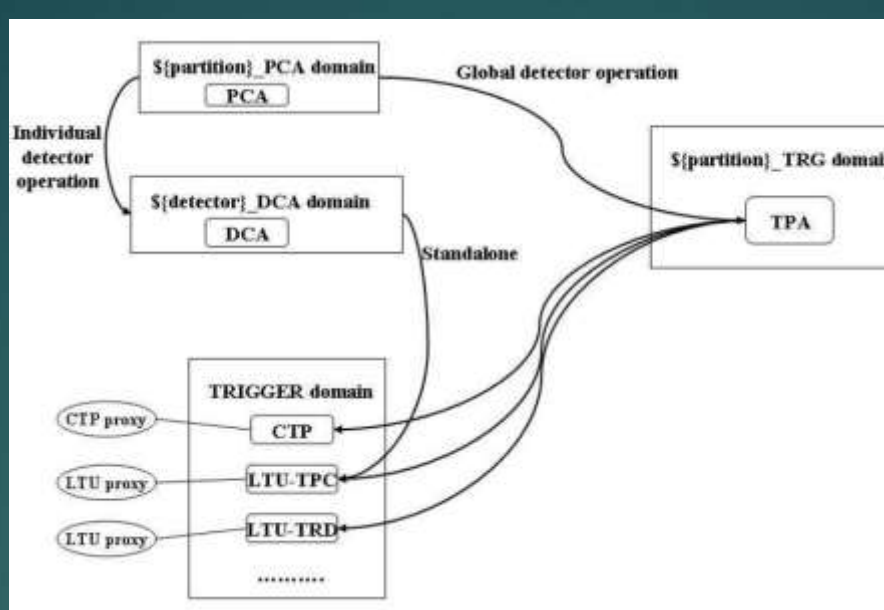 ${partition}_PCA domain
PCA
Global detector operation
Individual
detector
operation
${partition}_TRG domain
TPA
${detector}_DCA domain
DCA
Standalone
TRIGGER domain
CTP proxy
CTP
LTU proxy
LTU-TPC
LTU proxy
LTU-TRD
..........